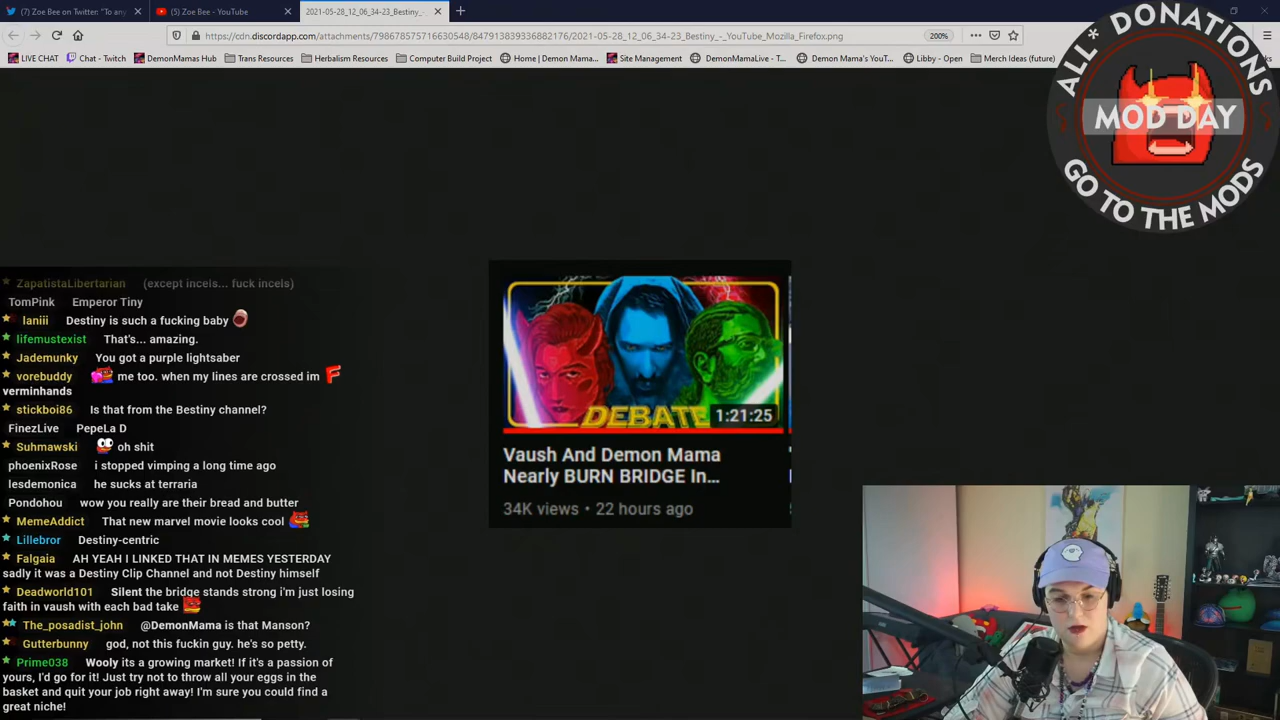 (7) Zoe Bee on Twitter: "To any
(5) Zoe Bee - YouTube
2021-05-28_12_06_34-23_Bestiny_-
https://cdn.discordapp.com/attachments/798678575716630548/847913839336882176/2021-05-28_12_06_34-23_Bestiny_-_YouTube_Mozilla_Firefox.png
200%
LIVE CHAT
Chat - Twitch
DemonMamas Hub
Trans Resources
Herbalism Resources
Computer Build Project
Home | Demon Mama...
Site Management
DemonMamaLive - T...
Demon Mama's YouT...
Libby - Open
Merch Ideas (future)
ALL* DONATIONS
MOD DAY
GO TO THE MODS
DEBATE
1:21:25
Vaush And Demon Mama
Nearly BURN BRIDGE In...
34K views • 22 hours ago
ZapatistaLibertarian (except incels... fuck incels)
TomPink Emperor Tiny
laniii Destiny is such a fucking baby
lifemustexist That's... amazing.
Jademunky You got a purple lightsaber
vorebuddy me too. when my lines are crossed im F
verminhands
stickboi86 Is that from the Bestiny channel?
FinezLive PepeLa D
Suhmawski oh shit
phoenixRose i stopped vimping a long time ago
lesdemonica he sucks at terraria
Pondohou wow you really are their bread and butter
MemeAddict That new marvel movie looks cool
Lillebror Destiny-centric
Falgaia AH YEAH I LINKED THAT IN MEMES YESTERDAY
sadly it was a Destiny Clip Channel and not Destiny himself
Deadworld101 Silent the bridge stands strong i'm just losing
faith in vaush with each bad take
The_posadist_john @DemonMama is that Manson?
Gutterbunny god, not this fuckin guy. he's so petty.
Prime038 Wooly its a growing market! If it's a passion of
yours, I'd go for it! Just try not to throw all your eggs in the
basket and quit your job right away! I'm sure you could find a
great niche!